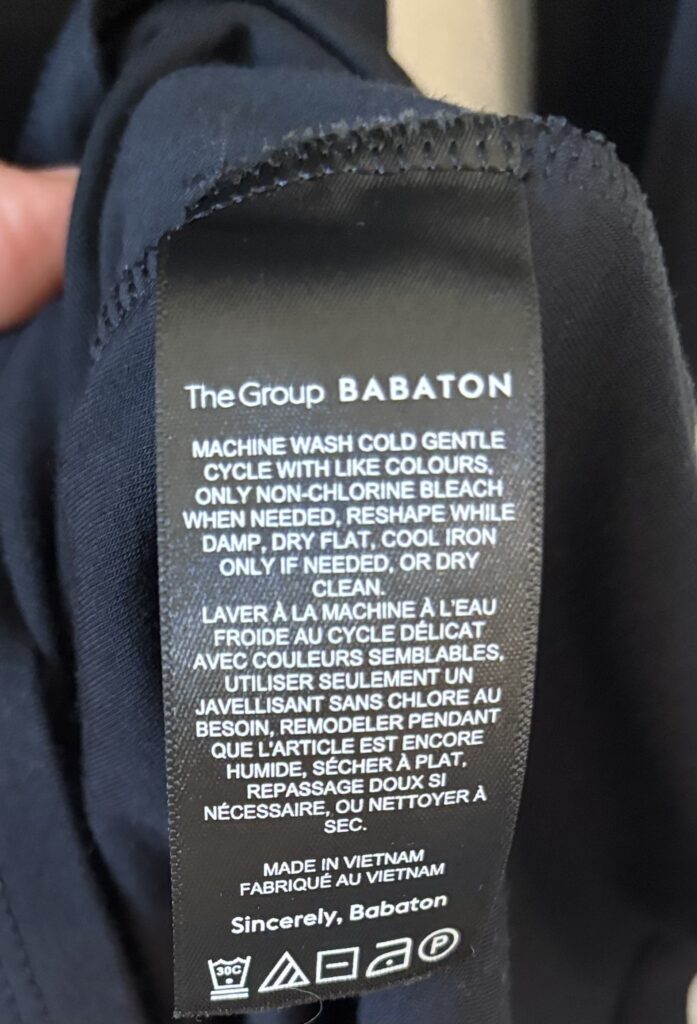 The Group BABATON
MACHINE WASH COLD GENTLE
CYCLE WITH LIKE COLOURS,
ONLY NON-CHLORINE BLEACH
WHEN NEEDED, RESHAPE WHILE
DAMP, DRY FLAT, COOL IRON
ONLY IF NEEDED, OR DRY
CLEAN.
LAVER À LA MACHINE À L'EAU
FROIDE AU CYCLE DÉLICAT
AVEC COULEURS SEMBLABLES,
UTILISER SEULEMENT UN
JAVELLISANT SANS CHLORE AU
BESOIN, REMODELER PENDANT
QUE L'ARTICLE EST ENCORE
HUMIDE, SÉCHER À PLAT,
REPASSAGE DOUX SI
NÉCESSAIRE, OU NETTOYER À
SEC.
MADE IN VIETNAM
FABRIQUÉ AU VIETNAM
Sincerely, Babaton
30C P